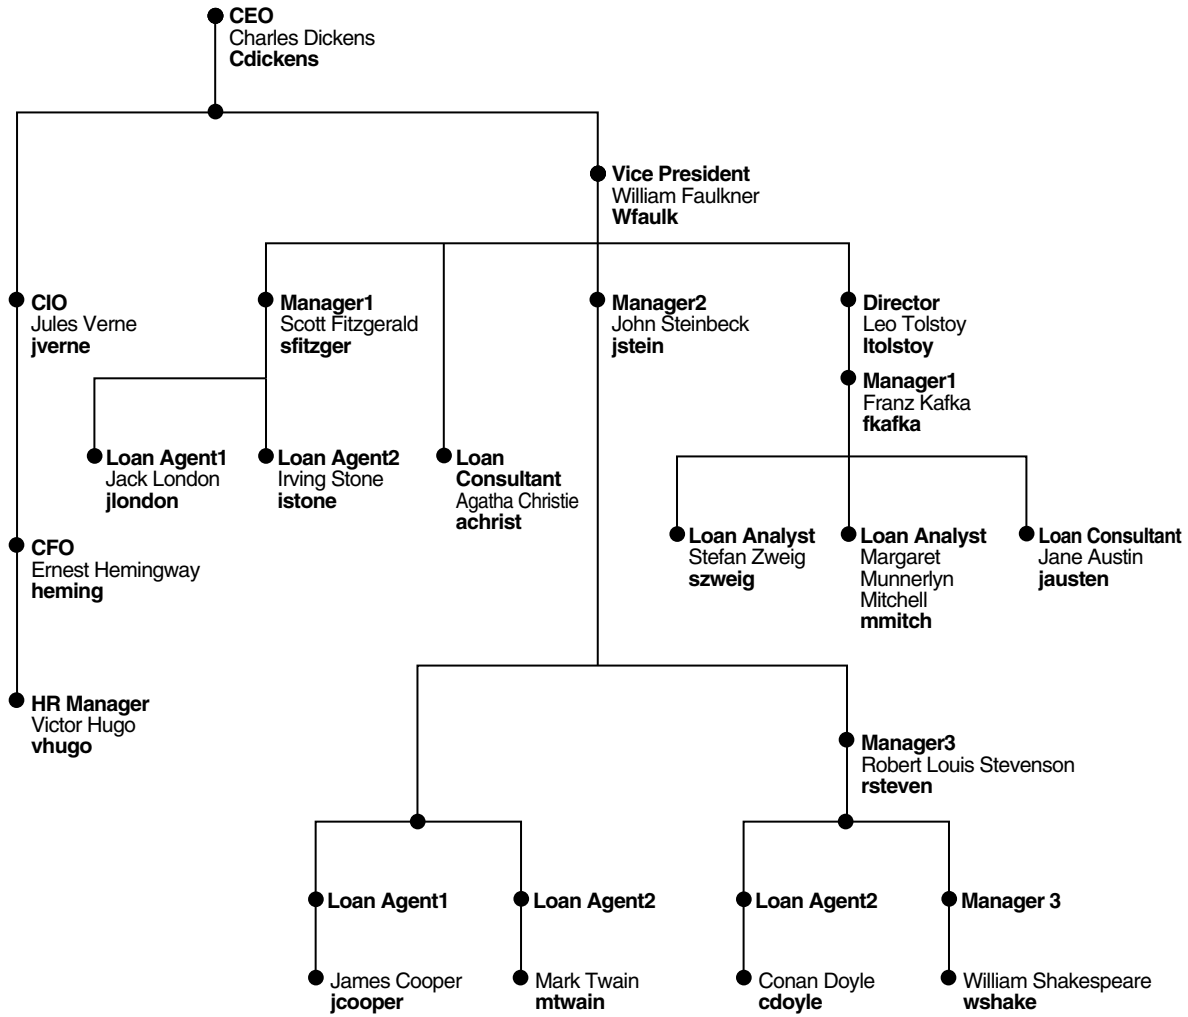 CEO
Charles Dickens
Cdickens
Vice President
William Faulkner
Wfaulk
CIO
Jules Verne
jverne
Manager1
Scott Fitzgerald
sfitzger
Manager2
John Steinbeck
jstein
Director
Leo Tolstoy
ltolstoy
Manager1
Franz Kafka
fkafka
Loan Agent1
Jack London
jlondon
Loan Agent2
Irving Stone
istone
Loan
Consultant
Agatha Christie
achrist
Loan Analyst
Stefan Zweig
szweig
Loan Analyst
Margaret
Munnerlyn
Mitchell
mmitch
Loan Consultant
Jane Austin
jausten
CFO
Ernest Hemingway
heming
HR Manager
Victor Hugo
vhugo
Manager3
Robert Louis Stevenson
rsteven
Loan Agent1
James Cooper
jcooper
Loan Agent2
Mark Twain
mtwain
Loan Agent2
Conan Doyle
cdoyle
Manager 3
William Shakespeare
wshake